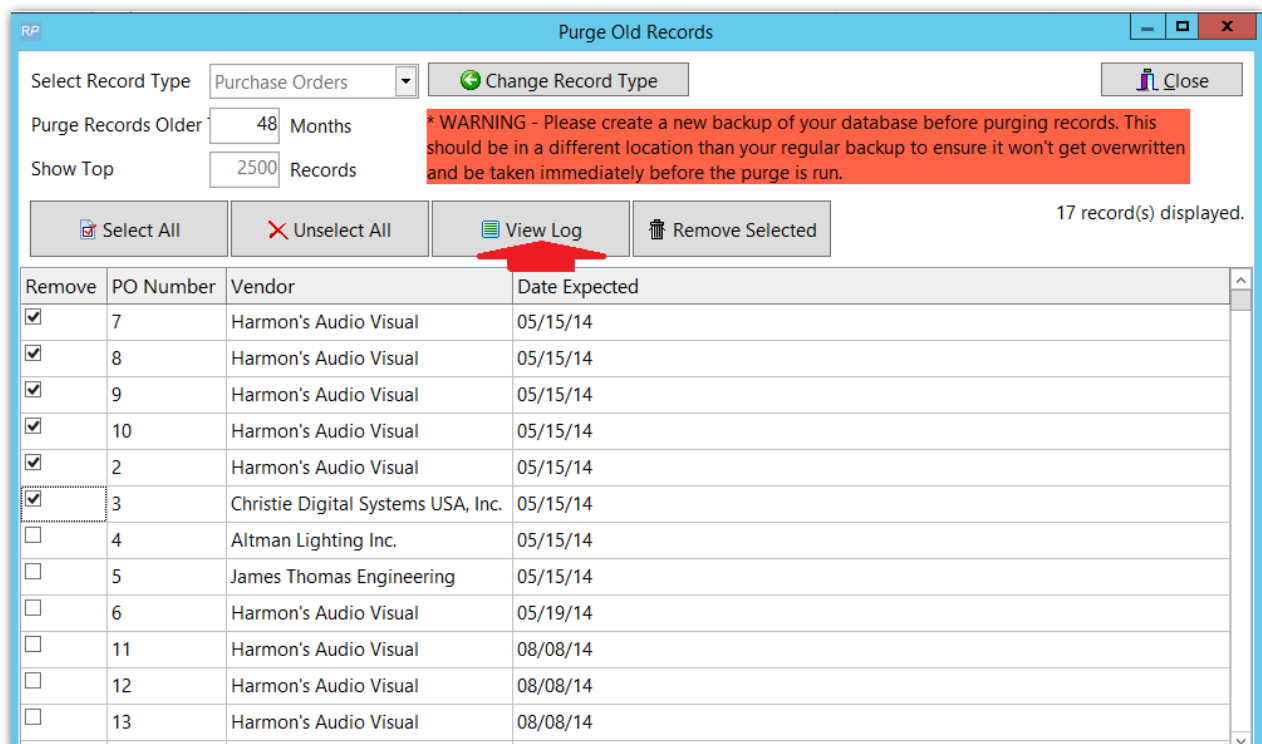 RP Purge Old Records
Select Record Type Purchase Orders Change Record Type Close
Purge Records Older 48 Months
Show Top 2500 Records
* WARNING - Please create a new backup of your database before purging records. This
should be in a different location than your regular backup to ensure it won't get overwritten
and be taken immediately before the purge is run.
17 record(s) displayed.
Select All Unselect All View Log Remove Selected
Remove PO Number Vendor Date Expected
7 Harmon's Audio Visual 05/15/14
8 Harmon's Audio Visual 05/15/14
9 Harmon's Audio Visual 05/15/14
10 Harmon's Audio Visual 05/15/14
2 Harmon's Audio Visual 05/15/14
3 Christie Digital Systems USA, Inc. 05/15/14
4 Altman Lighting Inc. 05/15/14
5 James Thomas Engineering 05/15/14
6 Harmon's Audio Visual 05/19/14
11 Harmon's Audio Visual 08/08/14
12 Harmon's Audio Visual 08/08/14
13 Harmon's Audio Visual 08/08/14